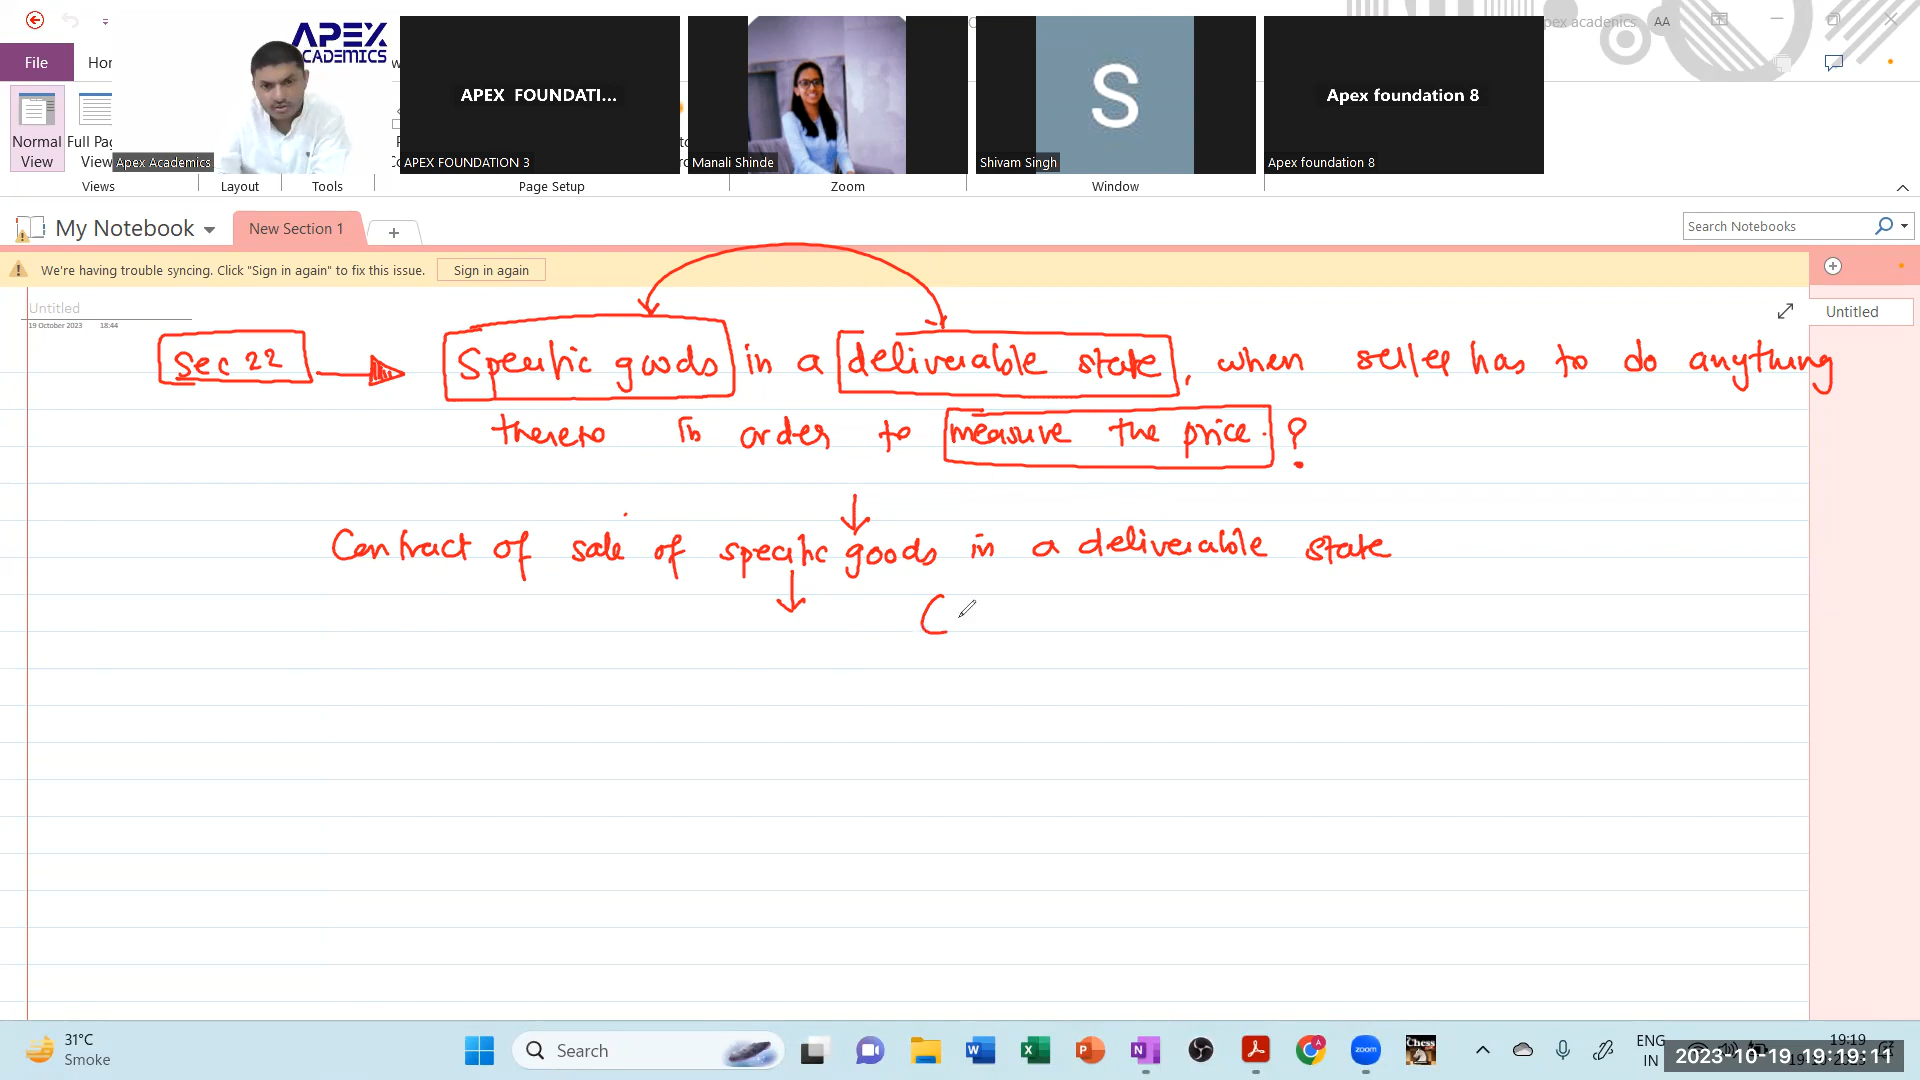 APEX
ACADEMICS
APEX FOUNDATI...
Apex foundation 8
S
File
Normal View
Full Pag View
Apex Academics
APEX FOUNDATION 3
Manali Shinde
Shivam Singh
Apex foundation 8
Views
Layout
Tools
Page Setup
Zoom
Window
pex academics
AA
My Notebook
New Section 1
Search Notebooks
We're having trouble syncing. Click "Sign in again" to fix this issue.
Sign in again
Untitled
19 October 2023 18:44
Untitled
Sec 22
Specific goods in a deliverable state, when seller has to do anything
thereto in order to measure the price. ?
Contract of sale of specific goods in a deliverable state
(
31°C
Smoke
Search
zoom
Chess
ENG
IN
19:19
2023-10-19 19:19:11